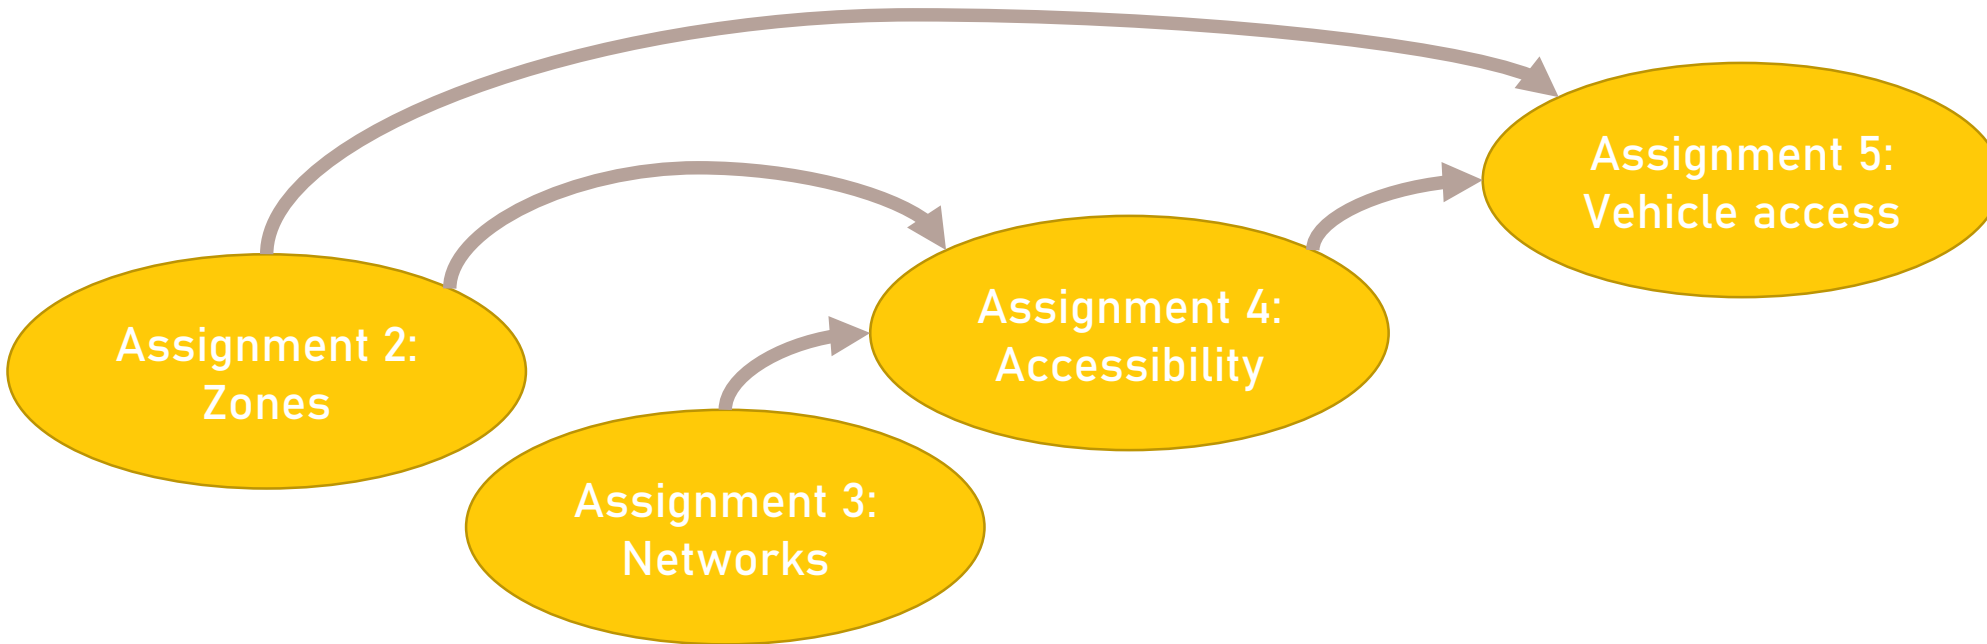 Assignment 2:
Zones
Assignment 3:
Networks
Assignment 4:
Accessibility
Assignment 5:
Vehicle access